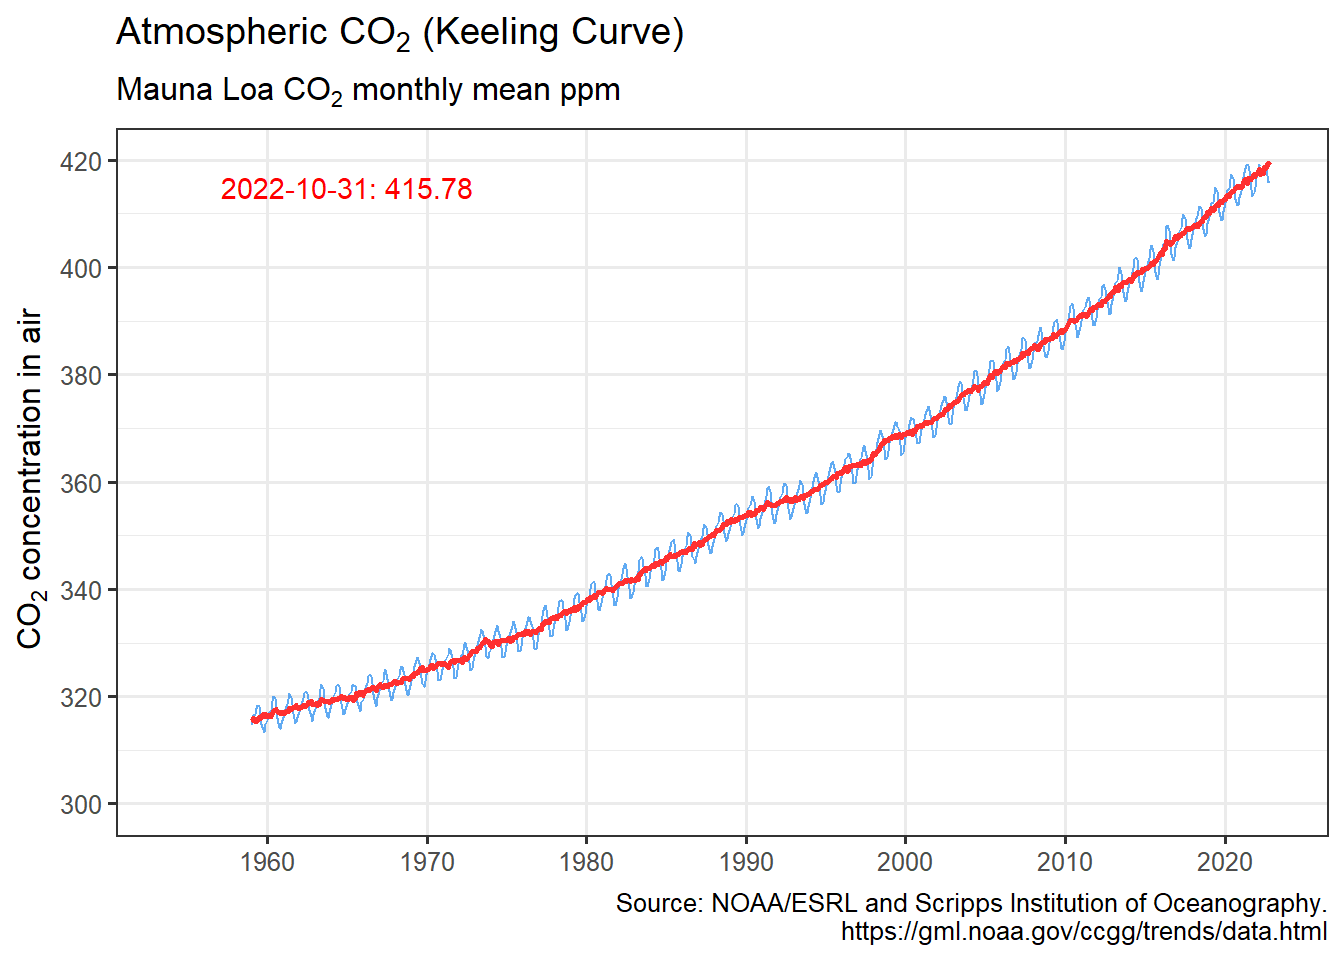 Atmospheric CO₂ (Keeling Curve)
Mauna Loa CO₂ monthly mean ppm
2022-10-31: 415.78
CO₂ concentration in air
420
400
380
360
340
320
300
1960 1970 1980 1990 2000 2010 2020
Source: NOAA/ESRL and Scripps Institution of Oceanography.
https://gml.noaa.gov/ccgg/trends/data.html